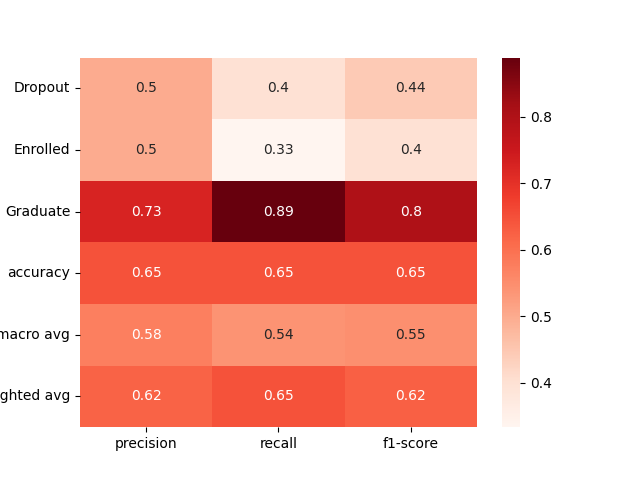 Dropout 0.5 0.4 0.44
Enrolled 0.5 0.33 0.4
Graduate 0.73 0.89 0.8
accuracy 0.65 0.65 0.65
macro avg 0.58 0.54 0.55
ghted avg 0.62 0.65 0.62
precision recall f1-score
0.8
0.7
0.6
0.5
0.4